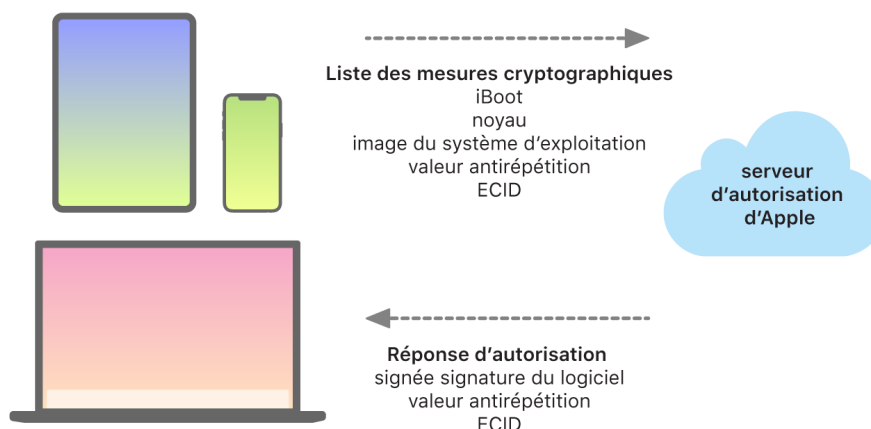 Liste des mesures cryptographiques
iBoot
noyau
image du système d’exploitation
valeur antirépétition
ECID
serveur
d’autorisation
d’Apple
Réponse d’autorisation
signée signature du logiciel
valeur antirépétition
ECID